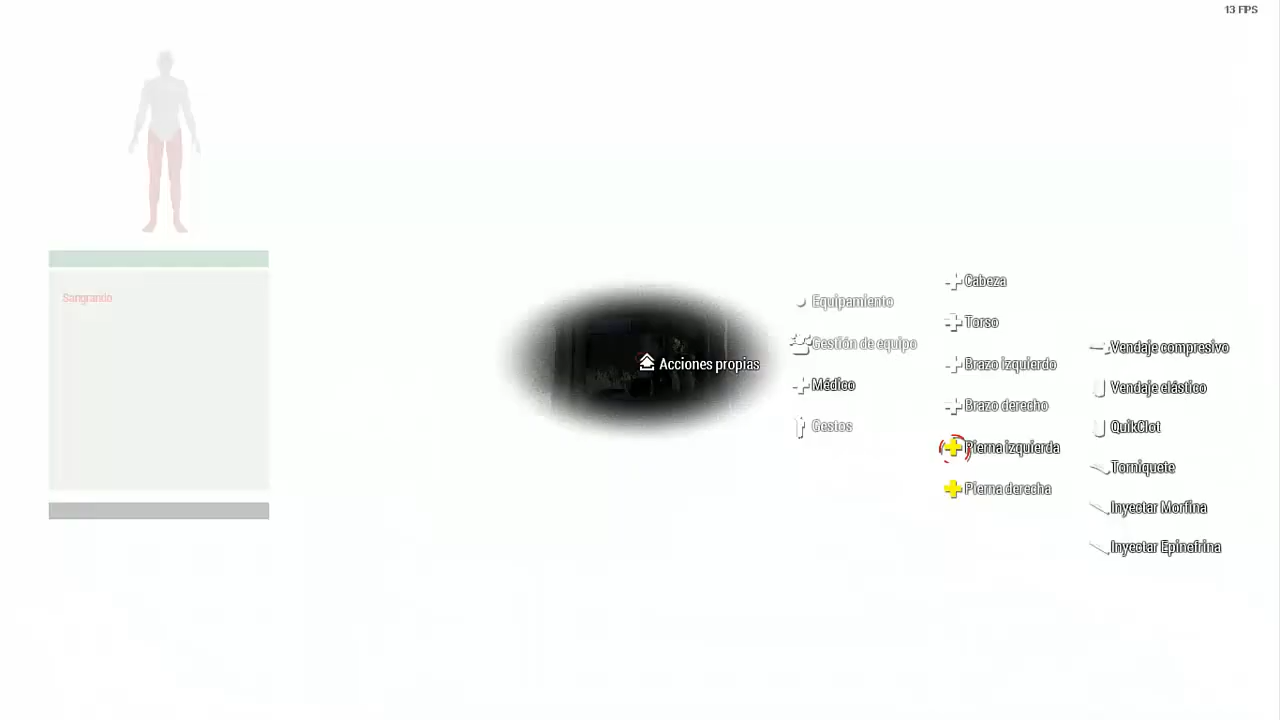 13 FPS
Sangrando
Acciones propias
Equipamiento
Gestión de equipo
Médico
Gestos
Cabeza
Torso
Brazo izquierdo
Brazo derecho
Pierna izquierda
Pierna derecha
Vendaje compresivo
Vendaje elástico
QuikClot
Torniquete
Inyectar Morfina
Inyectar Epinefrina